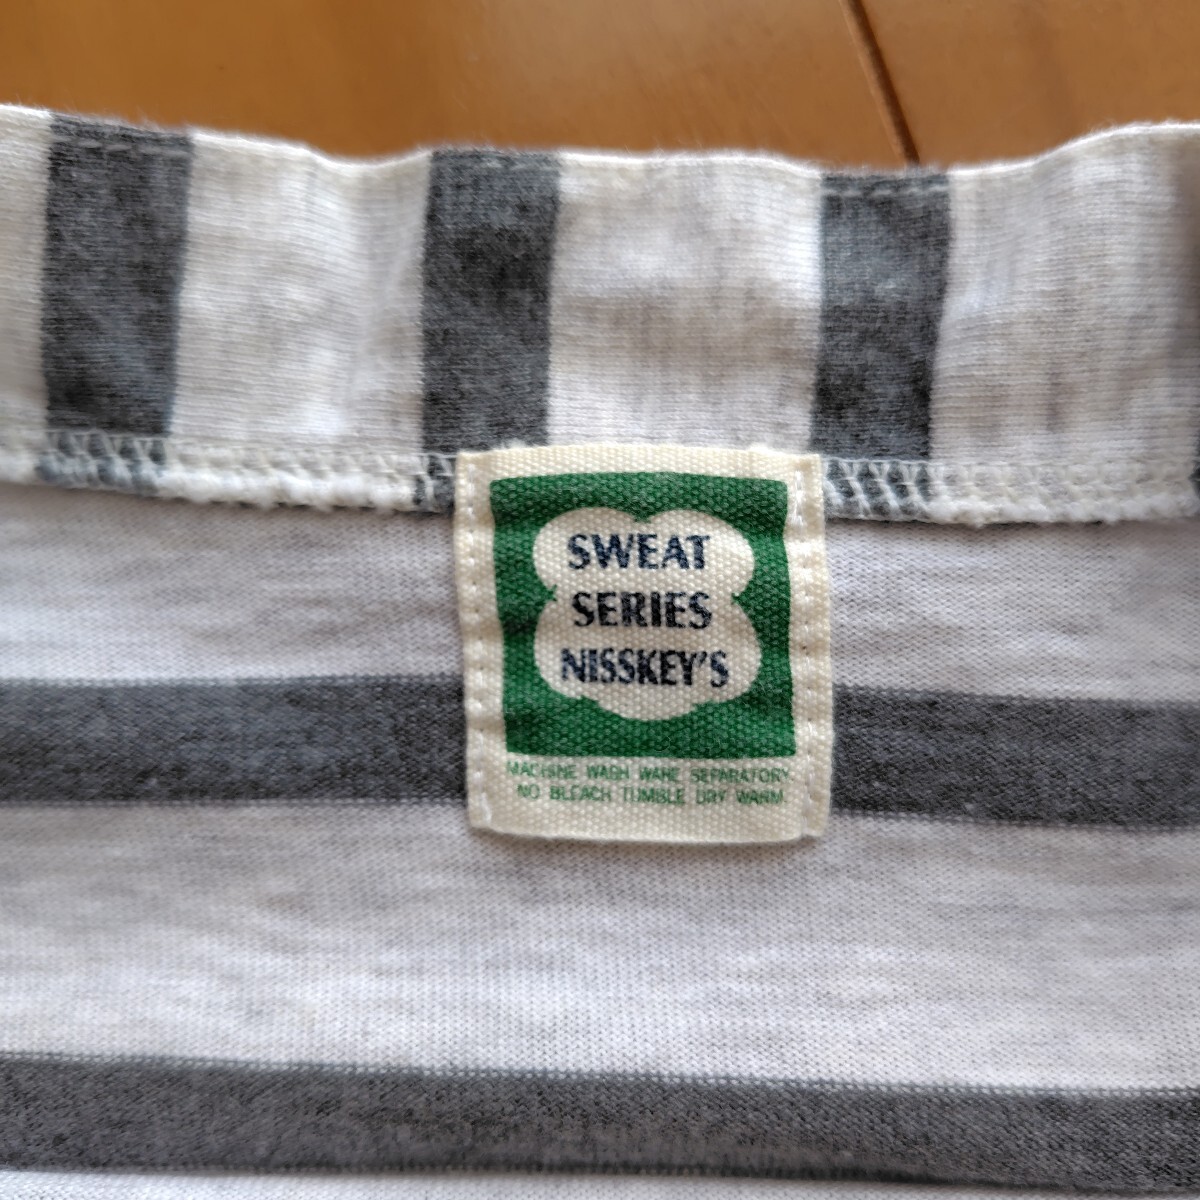 SWEAT
SERIES
NISSKEY'S
MACHINE WASH WARE SEPARATORY
NO BLEACH TUMBLE DRY WARM.